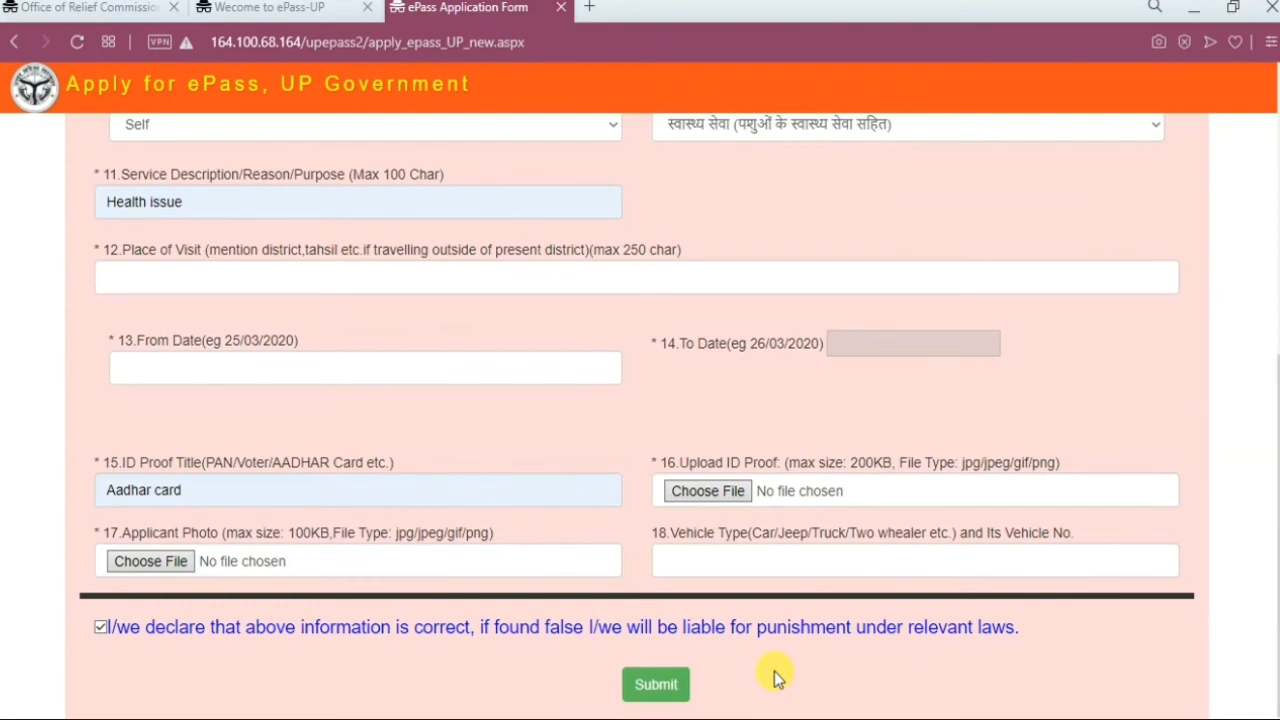 Office of Relief Commissio
Wecome to ePass-UP
ePass Application Form
VPN
164.100.68.164/upepass2/apply_epass_UP_new.aspx
Apply for ePass, UP Government
Self
स्वास्थ्य सेवा (पशुओं के स्वास्थ्य सेवा सहित)
* 11.Service Description/Reason/Purpose (Max 100 Char)
Health issue
* 12.Place of Visit (mention district,tahsil etc.if travelling outside of present district)(max 250 char)
* 13.From Date(eg 25/03/2020)
* 14.To Date(eg 26/03/2020)
* 15.ID Proof Title(PAN/Voter/AADHAR Card etc.)
* 16.Upload ID Proof: (max size: 200KB, File Type: jpg/jpeg/gif/png)
Aadhar card
Choose File No file chosen
* 17.Applicant Photo (max size: 100KB,File Type: jpg/jpeg/gif/png)
18.Vehicle Type(Car/Jeep/Truck/Two whealer etc.) and Its Vehicle No.
Choose File No file chosen
I/we declare that above information is correct, if found false I/we will be liable for punishment under relevant laws.
Submit